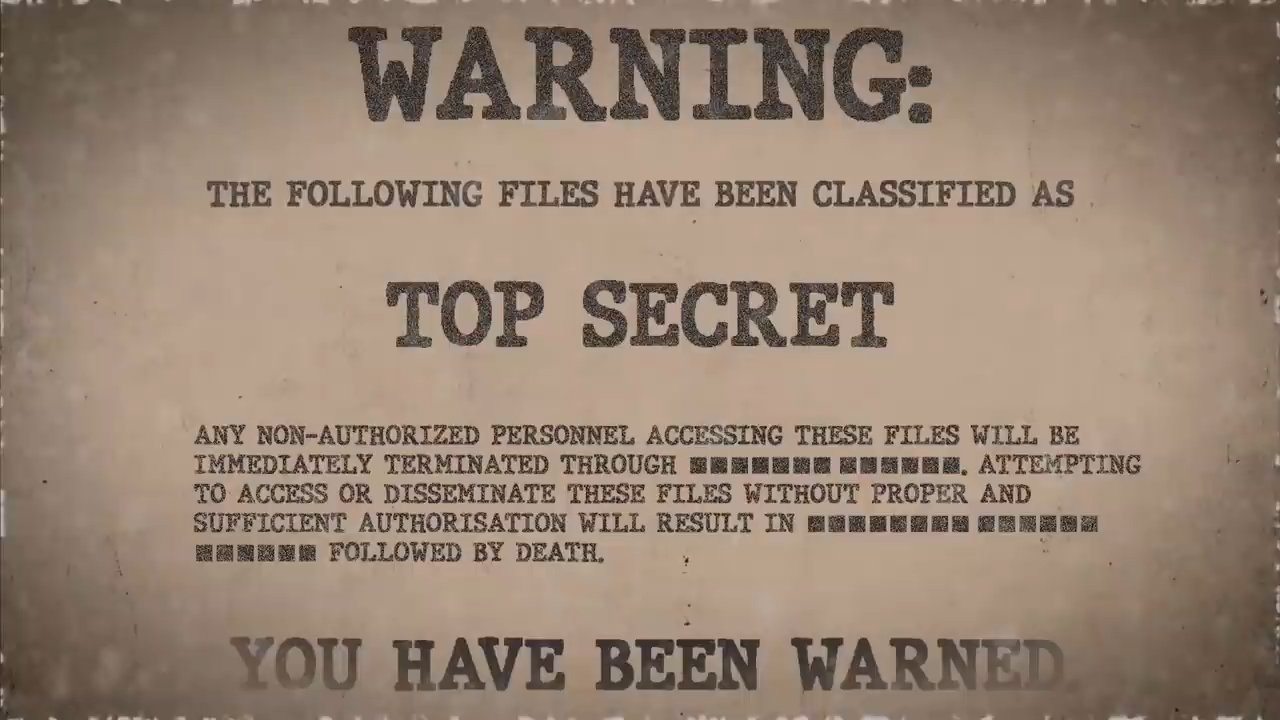 WARNING:
THE FOLLOWING FILES HAVE BEEN CLASSIFIED AS
TOP SECRET
ANY NON-AUTHORIZED PERSONNEL ACCESSING THESE FILES WILL BE
IMMEDIATELY TERMINATED THROUGH ■■■■■■■ ■■■■■■. ATTEMPTING
TO ACCESS OR DISSEMINATE THESE FILES WITHOUT PROPER AND
SUFFICIENT AUTHORISATION WILL RESULT IN ■■■■■■■■ ■■■■■■
■■■■■■ FOLLOWED BY DEATH.
YOU HAVE BEEN WARNED.